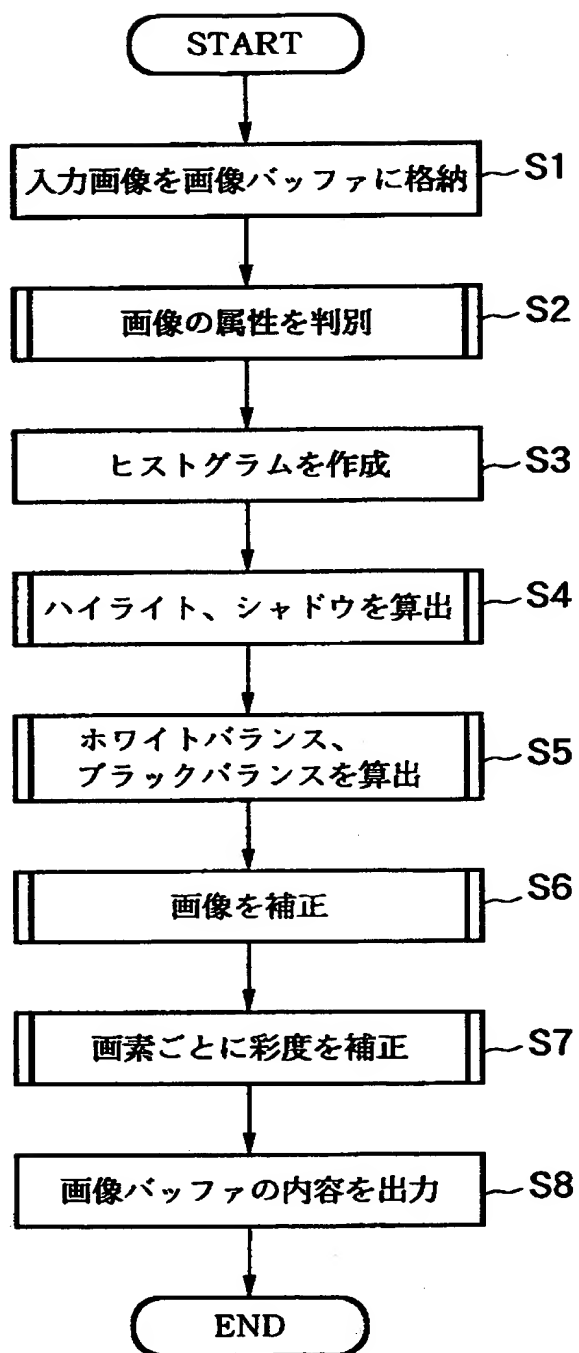 START
入力画像を画像バッファに格納
S1
画像の属性を判別
S2
ヒストグラムを作成
S3
ハイライト、シャドウを算出
S4
ホワイトバランス、
ブラックバランスを算出
S5
画像を補正
S6
画素ごとに彩度を補正
S7
画像バッファの内容を出力
S8
END